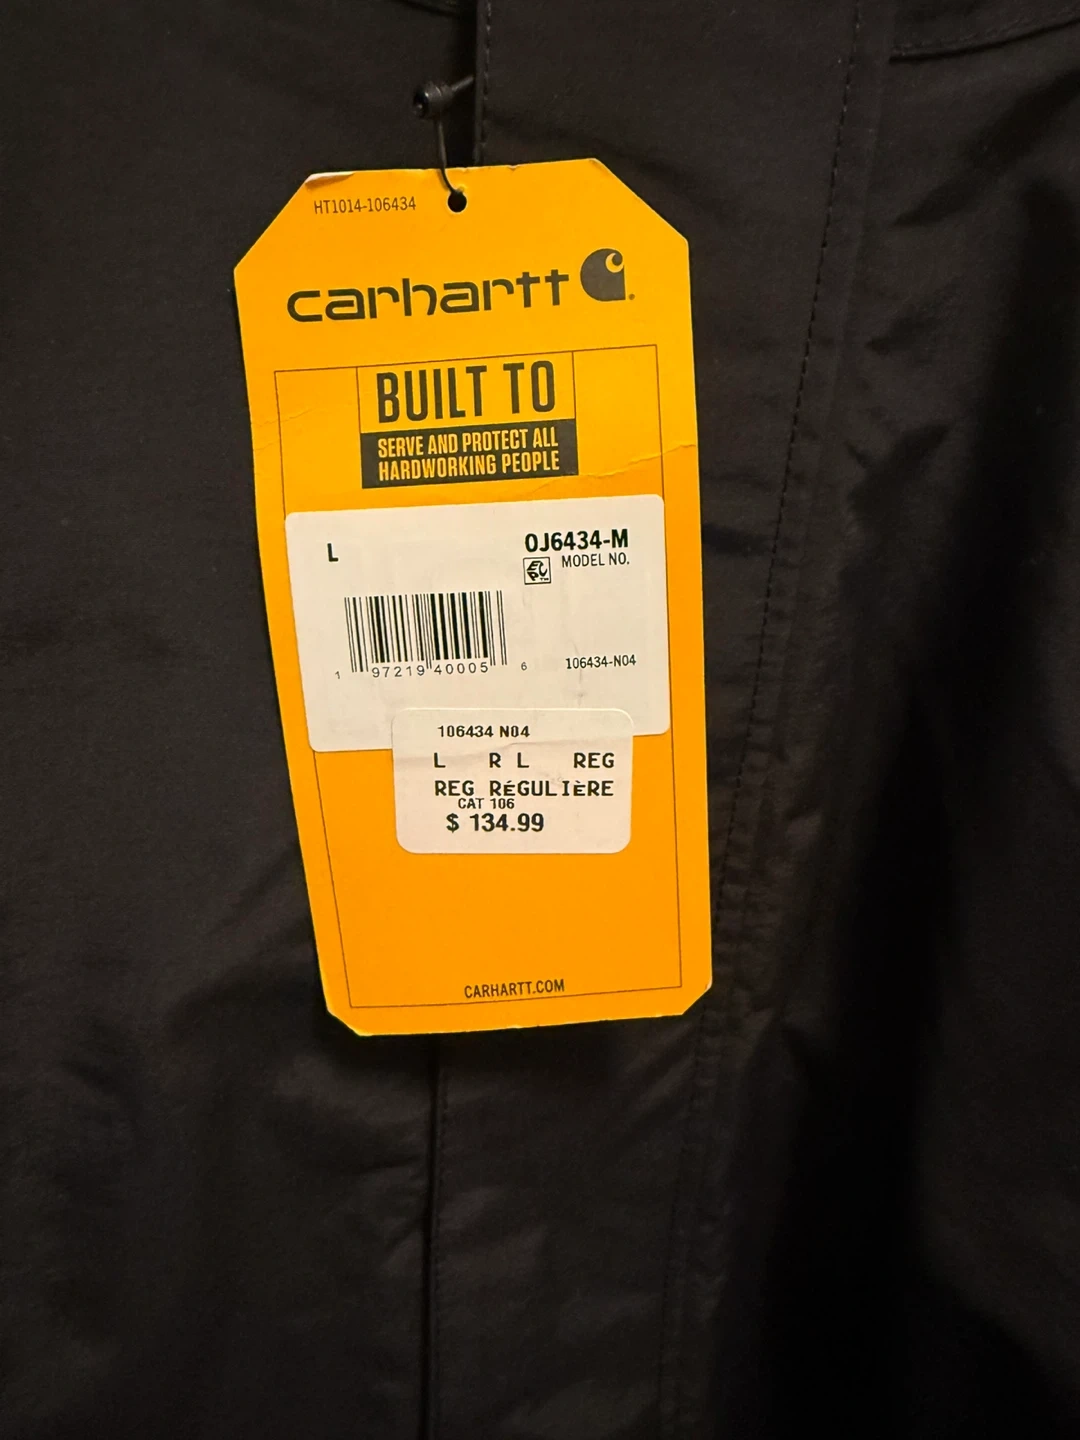 HT1014-106434
carhartt
BUILT TO
SERVE AND PROTECT ALL
HARDWORKING PEOPLE
L
0J6434-M
MODEL NO.
1 97219 40005 6
106434-N04
106434 N04
L R L REG
REG RÉGULIÈRE
CAT 106
$ 134.99
CARHARTT.COM